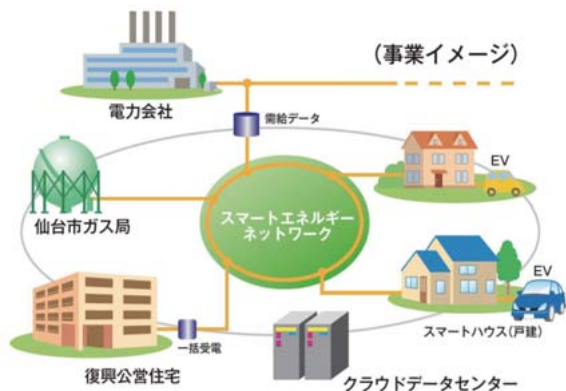 (事業イメージ)
電力会社
需給データ
EV
仙台市ガス局
スマートエネルギー
ネットワーク
EV
一括受電
スマートハウス(戸建)
復興公営住宅
クラウドデータセンター